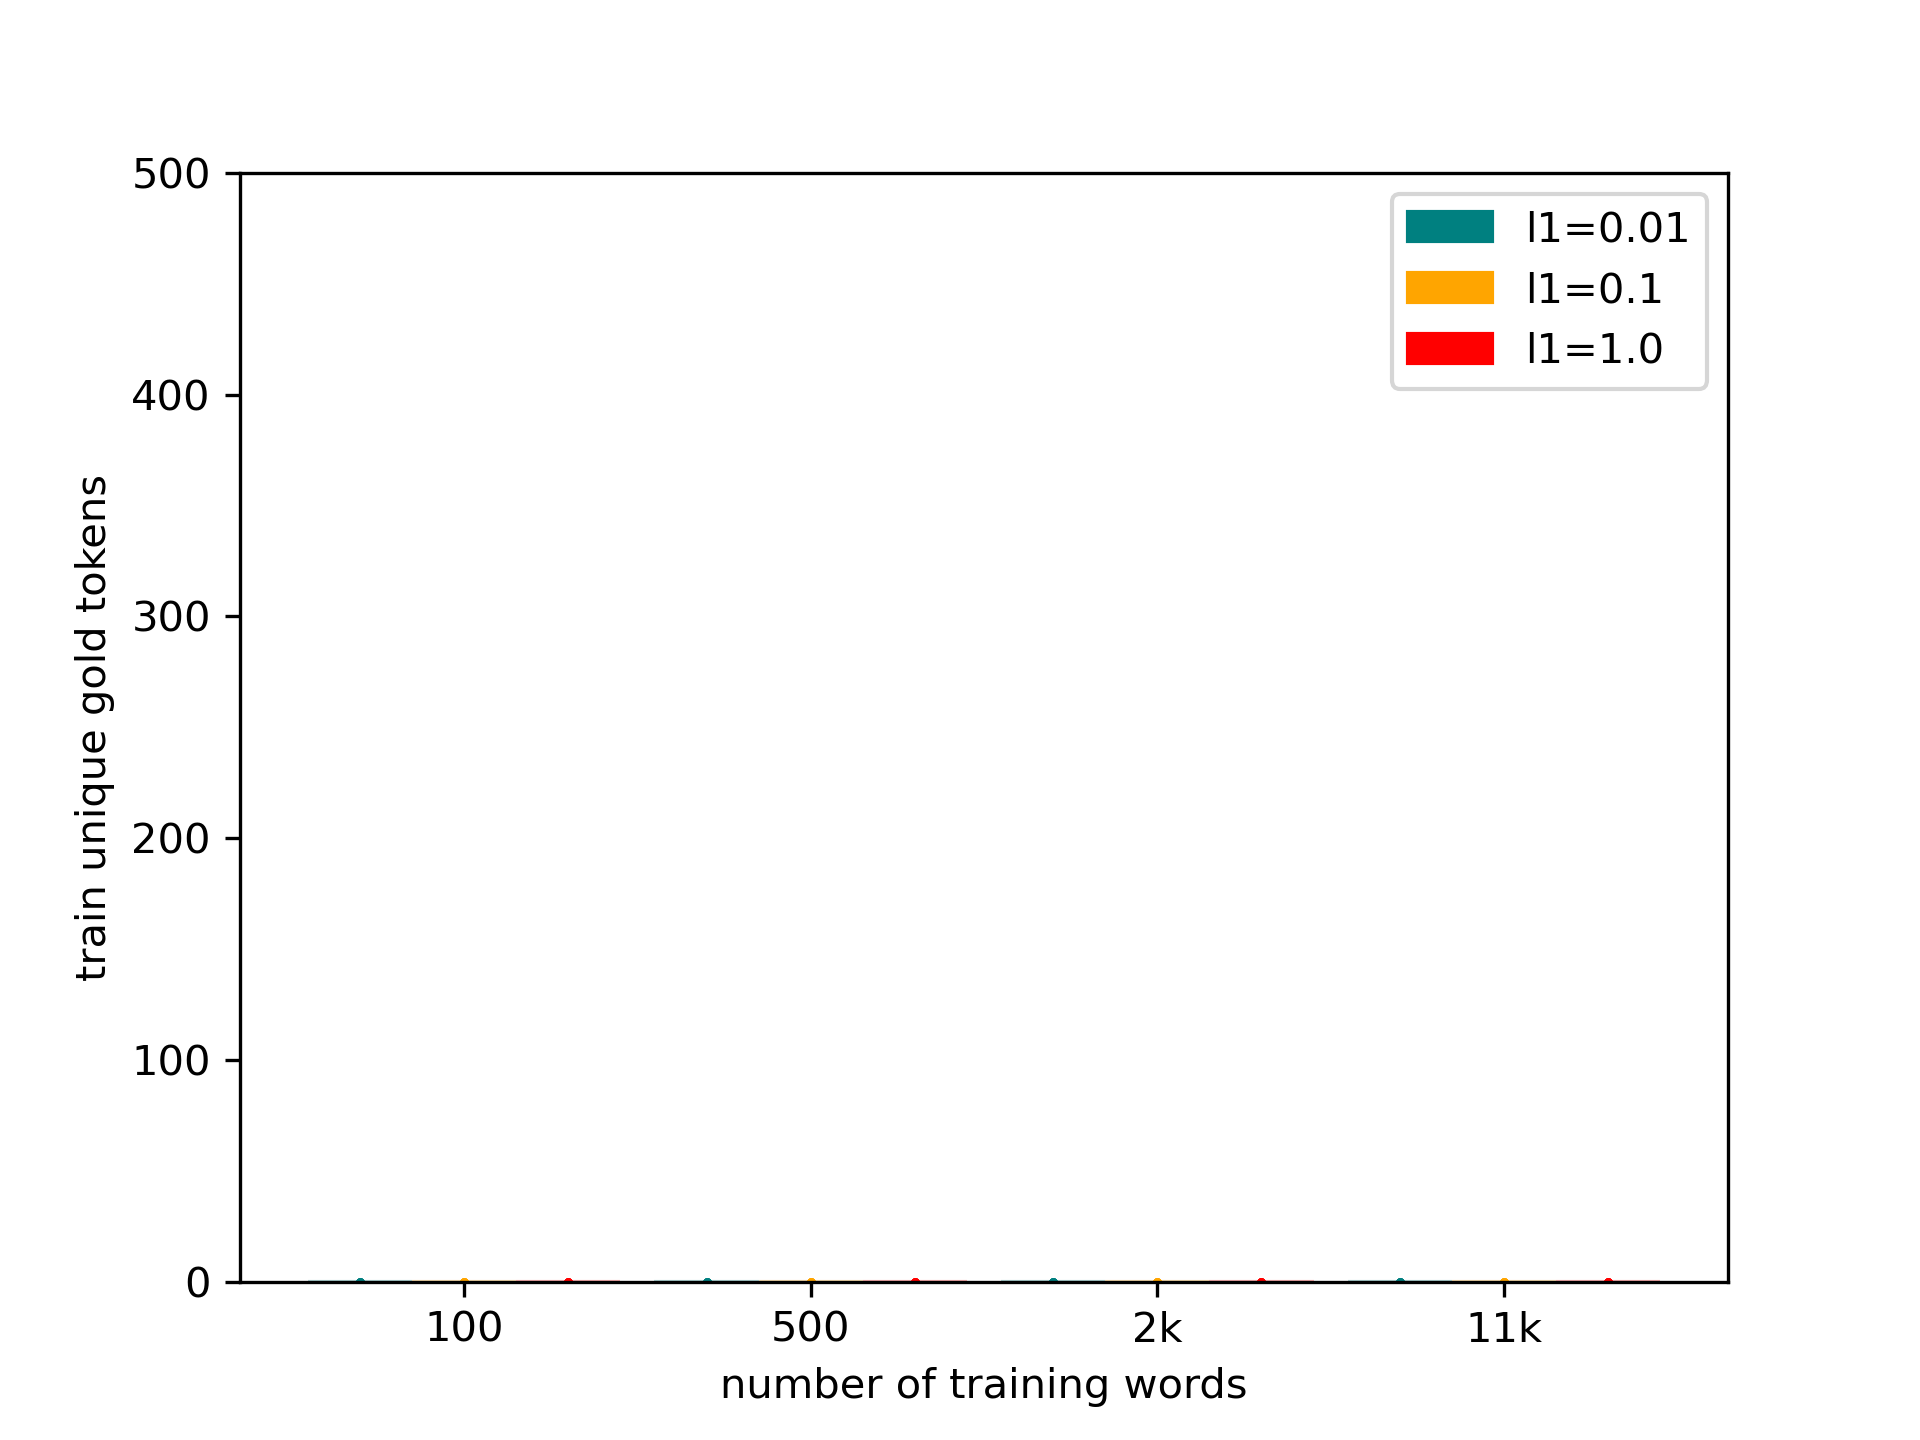 500
400
300
200
100
0
train unique gold tokens
l1=0.01
l1=0.1
l1=1.0
100 500 2k 11k
number of training words